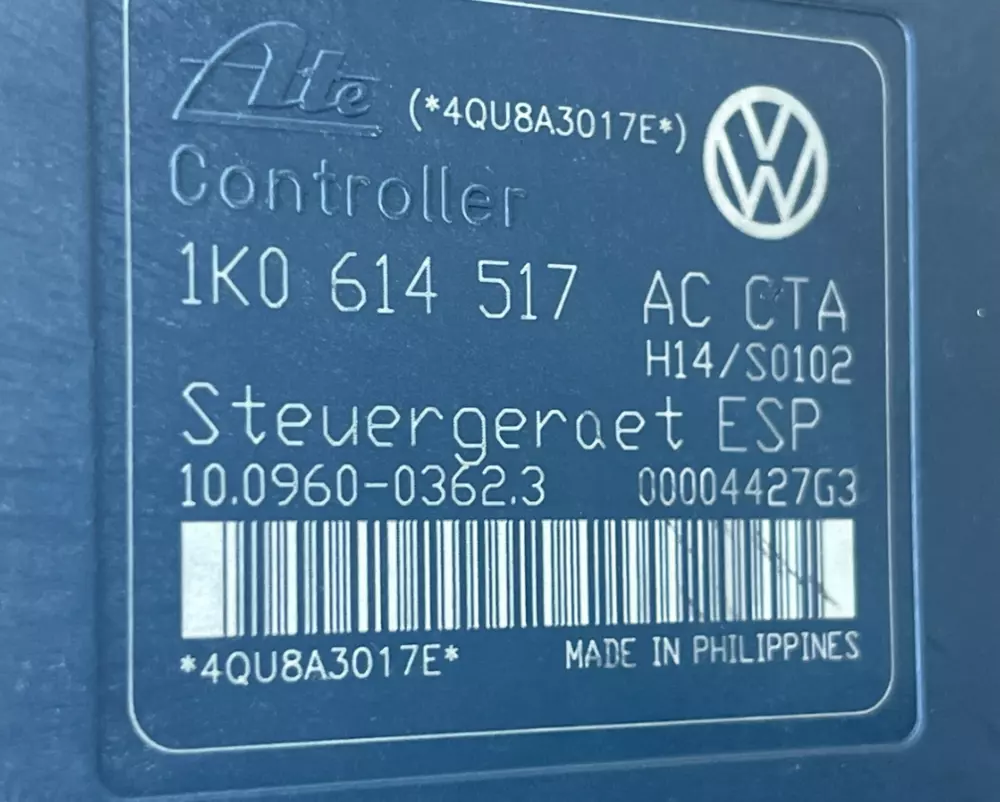 Ate (*4QU8A3017E*)
Controller
1K0 614 517 AC CTA
H14/S0102
Steuergeraet ESP
10.0960-0362.3 00004427G3
*4QU8A3017E* MADE IN PHILIPPINES